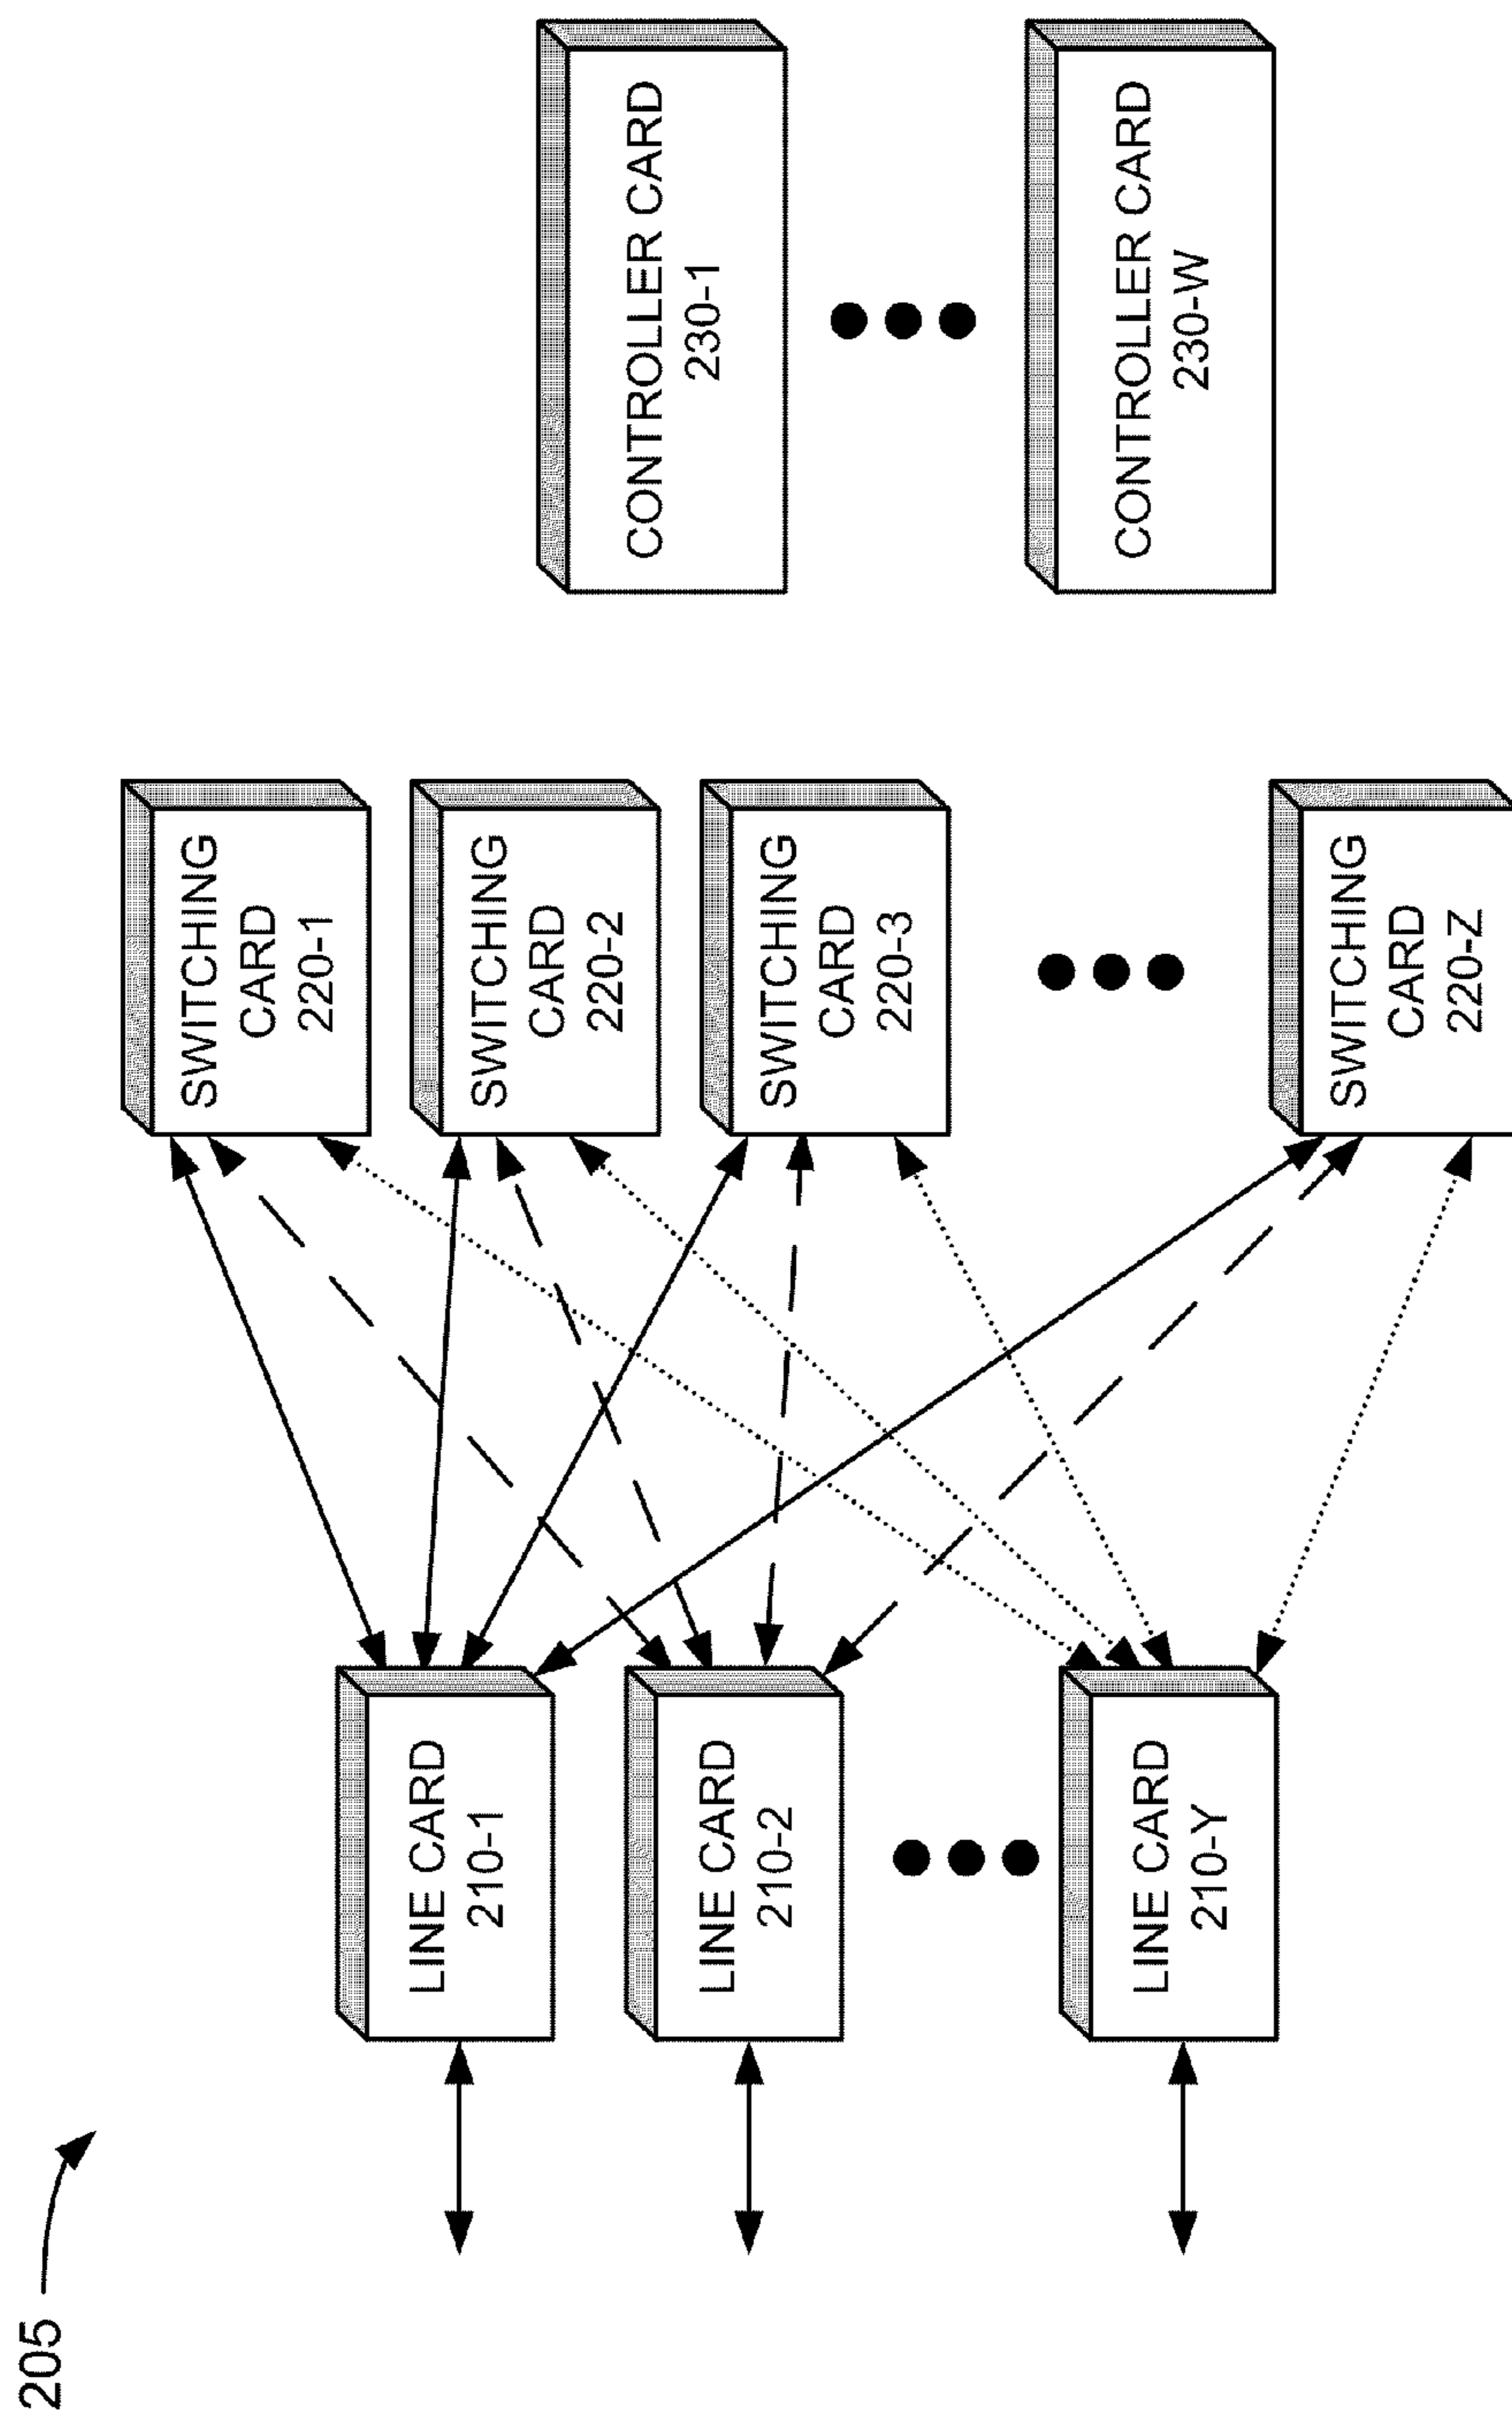 205
LINE CARD
210-1
LINE CARD
210-2
LINE CARD
210-Y
SWITCHING
CARD
220-1
SWITCHING
CARD
220-2
SWITCHING
CARD
220-3
SWITCHING
CARD
220-Z
CONTROLLER CARD
230-1
CONTROLLER CARD
230-W